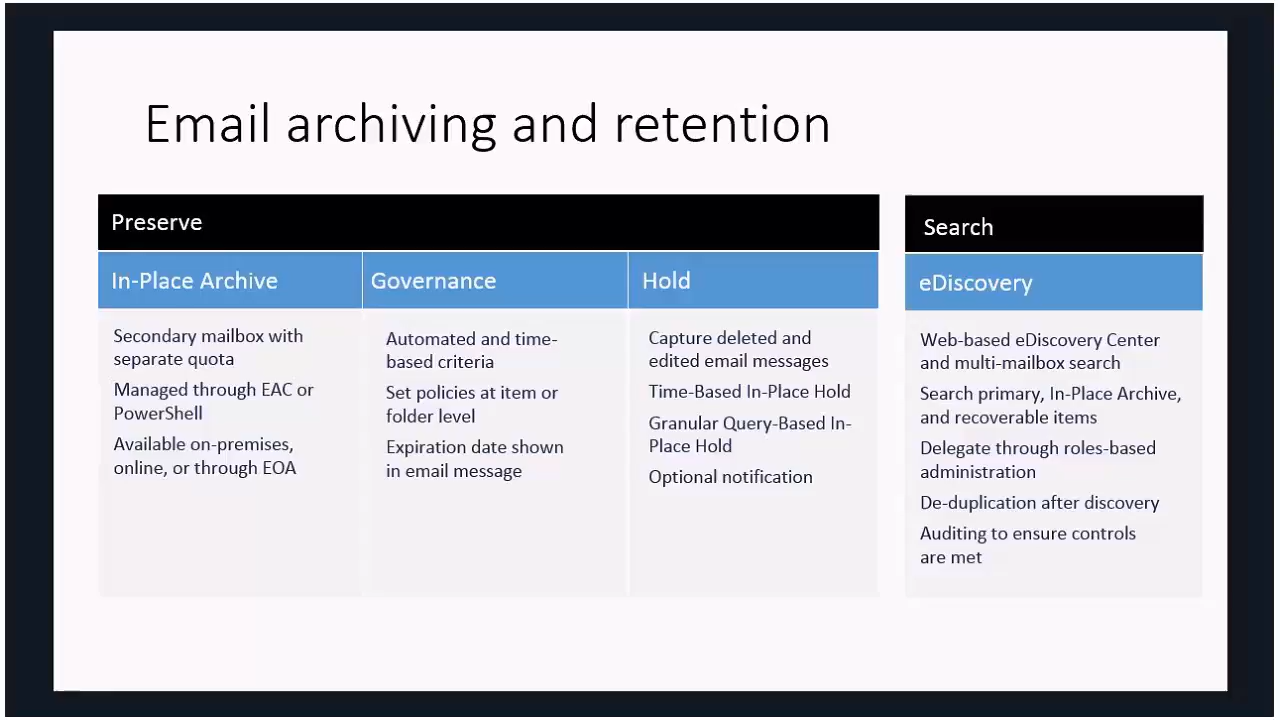 Email archiving and retention
Preserve
In-Place Archive
Secondary mailbox with
separate quota
Managed through EAC or
PowerShell
Available on-premises,
online, or through EOA
Governance
Automated and time-
based criteria
Set policies at item or
folder level
Expiration date shown
in email message
Hold
Capture deleted and
edited email messages
Time-Based In-Place Hold
Granular Query-Based In-
Place Hold
Optional notification
Search
eDiscovery
Web-based eDiscovery Center
and multi-mailbox search
Search primary, In-Place Archive,
and recoverable items
Delegate through roles-based
administration
De-duplication after discovery
Auditing to ensure controls
are met